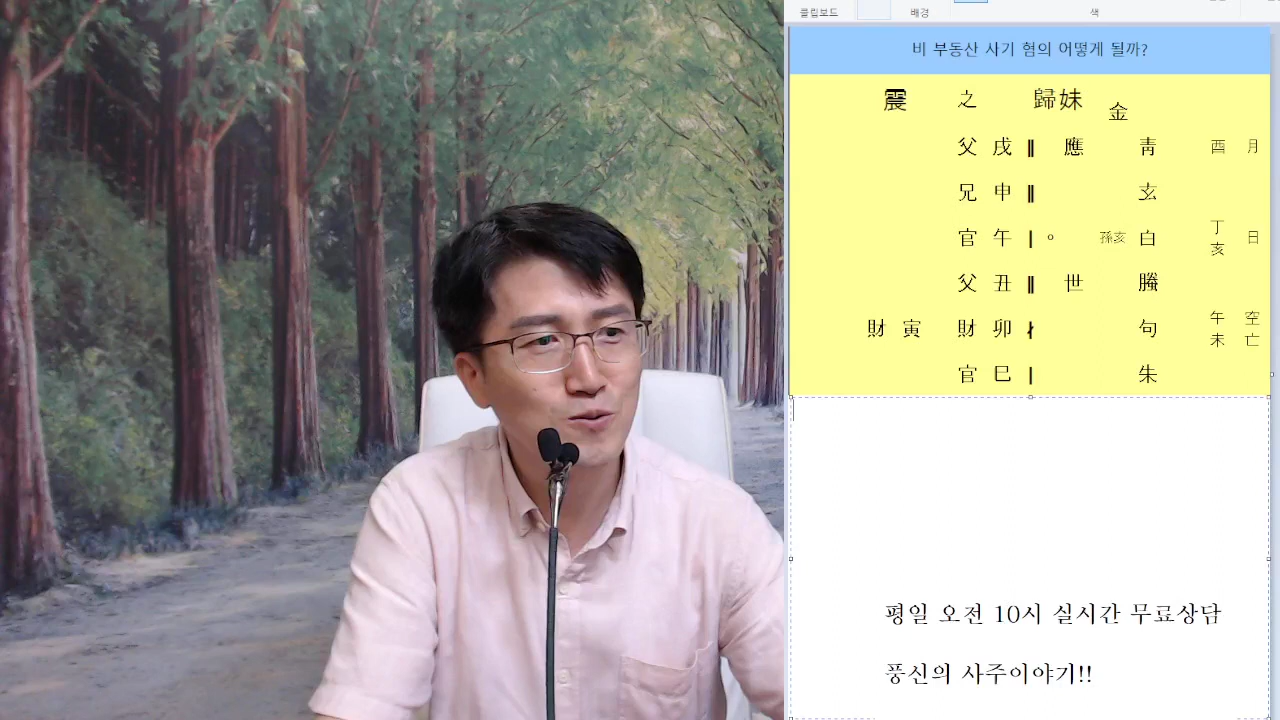 클립보드 배경 색
비 부동산 사기 혐의 어떻게 될까?
震 之 歸妹 金
父 戌 應 靑 酉 月
兄 申 玄
官 午 孫亥 白 丁亥 日
父 丑 世 騰
財 寅 財 卯 句 午未 空亡
官 巳 朱
평일 오전 10시 실시간 무료상담
풍신의 사주이야기!!